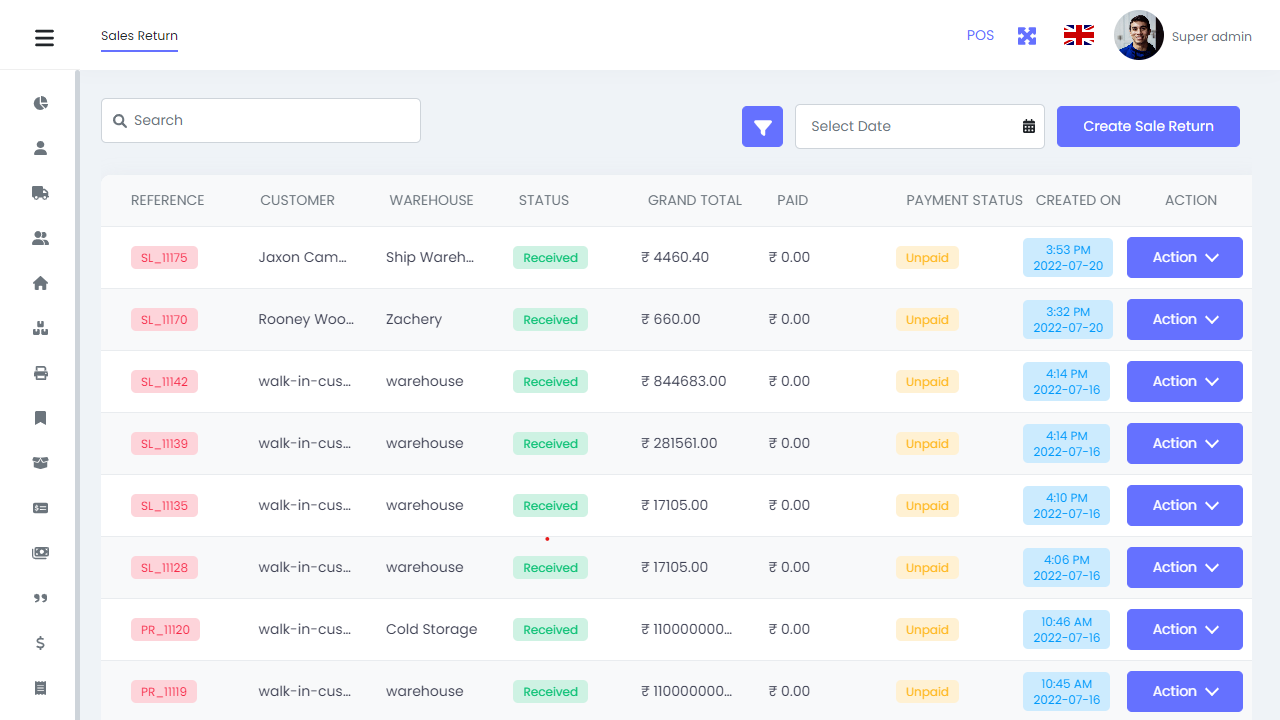 Sales Return
POS
Super admin
Search
Select Date
Create Sale Return
REFERENCE CUSTOMER WAREHOUSE STATUS GRAND TOTAL PAID PAYMENT STATUS CREATED ON ACTION
SL_11175 Jaxon Cam... Ship Wareh... Received ₹ 4460.40 ₹ 0.00 Unpaid 3:53 PM 2022-07-20 Action
SL_11170 Rooney Woo... Zachery Received ₹ 660.00 ₹ 0.00 Unpaid 3:32 PM 2022-07-20 Action
SL_11142 walk-in-cus... warehouse Received ₹ 844683.00 ₹ 0.00 Unpaid 4:14 PM 2022-07-16 Action
SL_11139 walk-in-cus... warehouse Received ₹ 281561.00 ₹ 0.00 Unpaid 4:14 PM 2022-07-16 Action
SL_11135 walk-in-cus... warehouse Received ₹ 17105.00 ₹ 0.00 Unpaid 4:10 PM 2022-07-16 Action
SL_11128 walk-in-cus... warehouse Received ₹ 17105.00 ₹ 0.00 Unpaid 4:06 PM 2022-07-16 Action
PR_11120 walk-in-cus... Cold Storage Received ₹ 110000000... ₹ 0.00 Unpaid 10:46 AM 2022-07-16 Action
PR_11119 walk-in-cus... warehouse Received ₹ 110000000... ₹ 0.00 Unpaid 10:45 AM 2022-07-16 Action